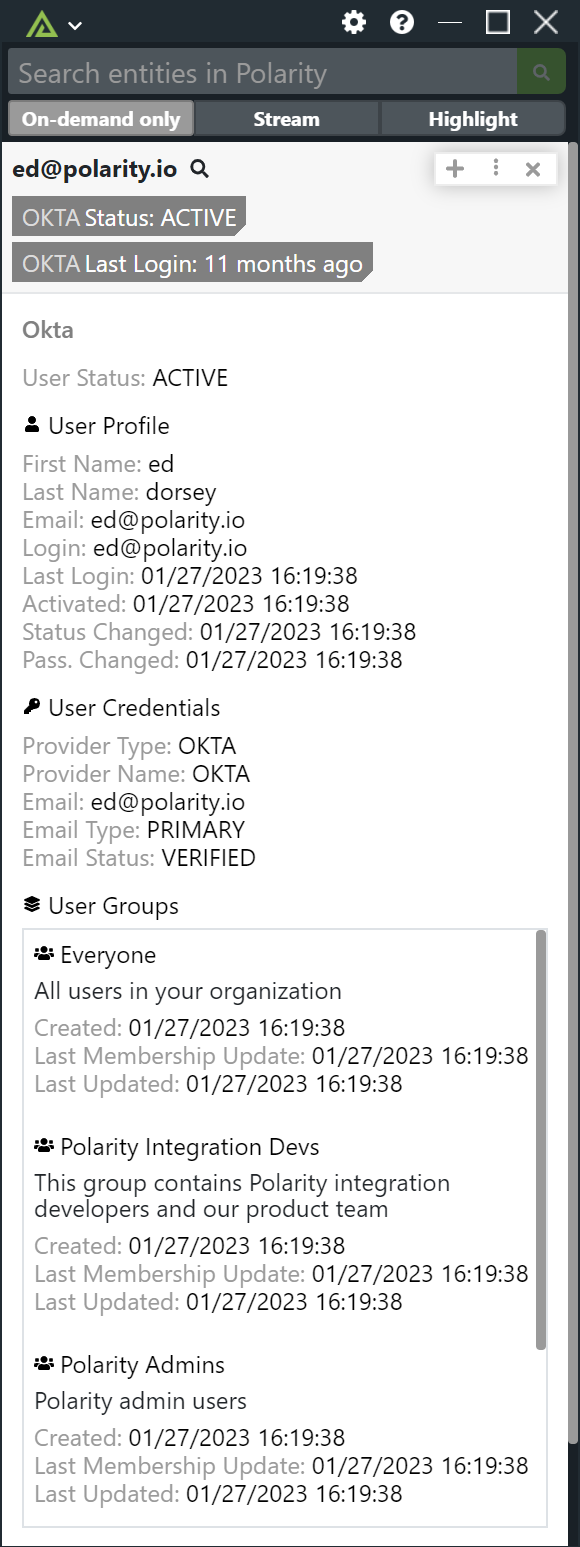 Search entities in Polarity
On-demand only Stream Highlight
ed@polarity.io
OKTA Status: ACTIVE
OKTA Last Login: 11 months ago
Okta
User Status: ACTIVE
User Profile
First Name: ed
Last Name: dorsey
Email: ed@polarity.io
Login: ed@polarity.io
Last Login: 01/27/2023 16:19:38
Activated: 01/27/2023 16:19:38
Status Changed: 01/27/2023 16:19:38
Pass. Changed: 01/27/2023 16:19:38
User Credentials
Provider Type: OKTA
Provider Name: OKTA
Email: ed@polarity.io
Email Type: PRIMARY
Email Status: VERIFIED
User Groups
Everyone
All users in your organization
Created: 01/27/2023 16:19:38
Last Membership Update: 01/27/2023 16:19:38
Last Updated: 01/27/2023 16:19:38
Polarity Integration Devs
This group contains Polarity integration
developers and our product team
Created: 01/27/2023 16:19:38
Last Membership Update: 01/27/2023 16:19:38
Last Updated: 01/27/2023 16:19:38
Polarity Admins
Polarity admin users
Created: 01/27/2023 16:19:38
Last Membership Update: 01/27/2023 16:19:38
Last Updated: 01/27/2023 16:19:38